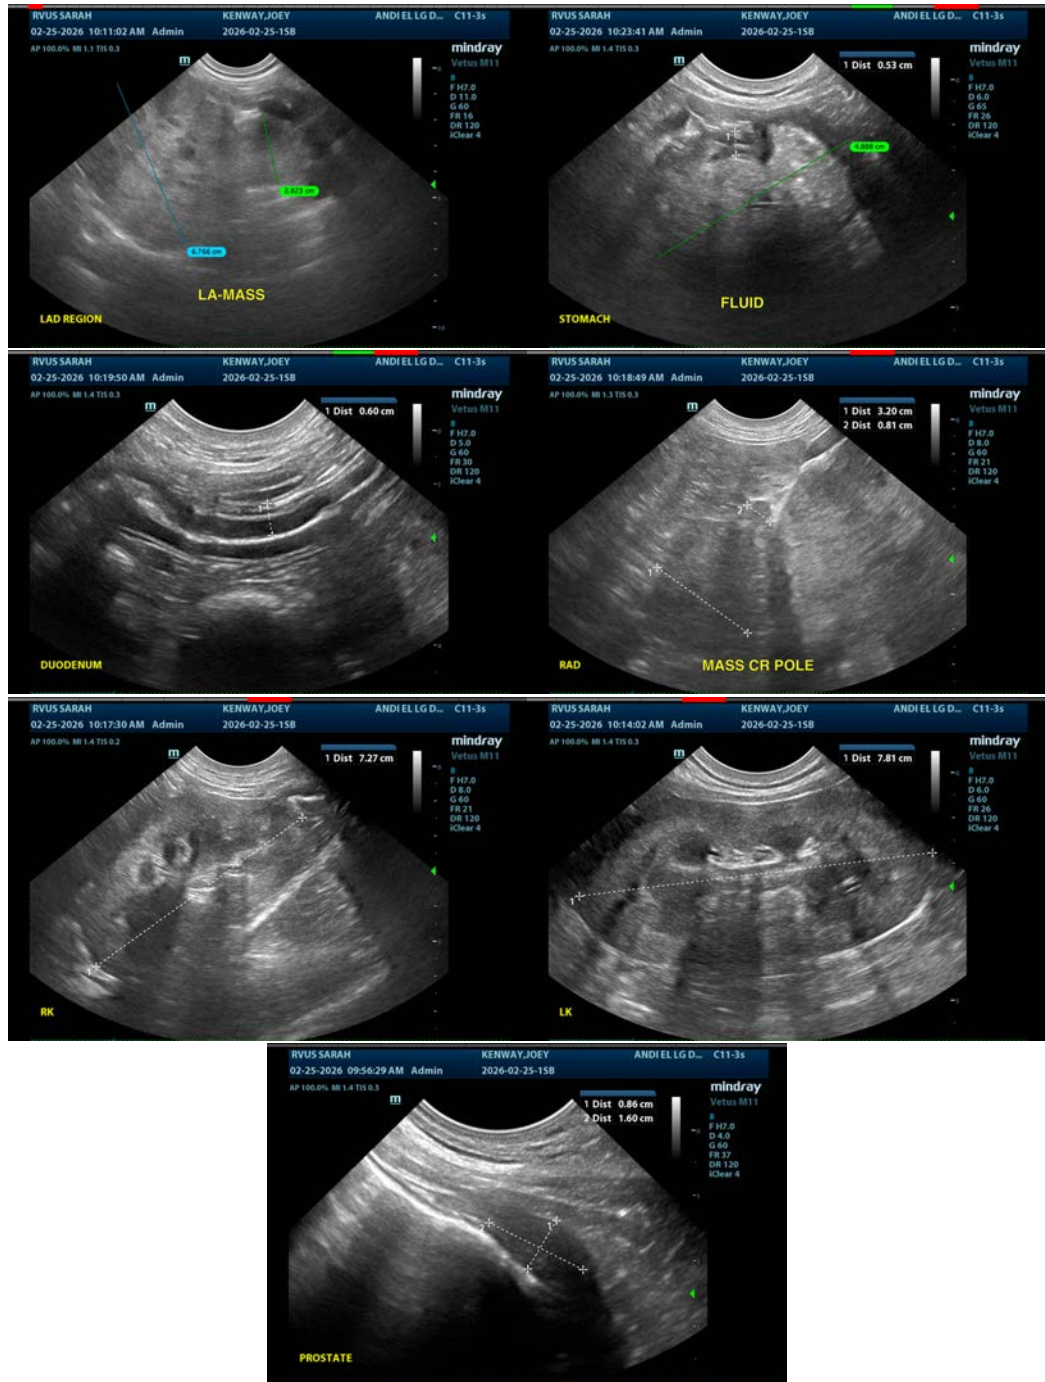 RVUS SARAH KENWAY,JOEY ANDI EL LG D... C11-3s
02-25-2026 10:11:02 AM Admin 2026-02-25-1SB
AP 100.0% MI 1.1 TIS 0.3
m
mindray
Vetus M11
B
F H7.0
D 11.0
G 60
FR 16
DR 120
iClear 4
2.823 cm
6.766 cm
LA-MASS
LAD REGION
RVUS SARAH KENWAY,JOEY ANDI EL LG D... C11-3s
02-25-2026 10:23:41 AM Admin 2026-02-25-1SB
AP 100.0% MI 1.4 TIS 0.3
m
1 Dist 0.53 cm
mindray
Vetus M11
B
F H7.0
D 6.0
G 65
FR 26
DR 120
iClear 4
1
4.888 cm
FLUID
STOMACH
RVUS SARAH KENWAY,JOEY ANDI EL LG D... C11-3s
02-25-2026 10:19:50 AM Admin 2026-02-25-1SB
AP 100.0% MI 1.4 TIS 0.3
m
1 Dist 0.60 cm
mindray
Vetus M11
B
F H7.0
D 5.0
G 60
FR 30
DR 120
iClear 4
1
DUODENUM
RVUS SARAH KENWAY,JOEY ANDI EL LG D... C11-3s
02-25-2026 10:18:49 AM Admin 2026-02-25-1SB
AP 100.0% MI 1.3 TIS 0.3
m
1 Dist 3.20 cm
2 Dist 0.81 cm
mindray
Vetus M11
B
F H7.0
D 8.0
G 60
FR 21
DR 120
iClear 4
2
1
RAD
MASS CR POLE
RVUS SARAH KENWAY,JOEY ANDI EL LG D... C11-3s
02-25-2026 10:17:30 AM Admin 2026-02-25-1SB
AP 100.0% MI 1.4 TIS 0.2
m
1 Dist 7.27 cm
mindray
Vetus M11
B
F H7.0
D 8.0
G 60
FR 21
DR 120
iClear 4
1
RK
RVUS SARAH KENWAY,JOEY ANDI EL LG D... C11-3s
02-25-2026 10:14:02 AM Admin 2026-02-25-1SB
AP 100.0% MI 1.4 TIS 0.3
m
1 Dist 7.81 cm
mindray
Vetus M11
B
F H7.0
D 6.0
G 60
FR 26
DR 120
iClear 4
1
LK
RVUS SARAH KENWAY,JOEY ANDI EL LG D... C11-3s
02-25-2026 09:56:29 AM Admin 2026-02-25-1SB
AP 100.0% MI 1.4 TIS 0.3
m
1 Dist 0.86 cm
2 Dist 1.60 cm
mindray
Vetus M11
B
F H7.0
D 4.0
G 60
FR 37
DR 120
iClear 4
2
1
PROSTATE